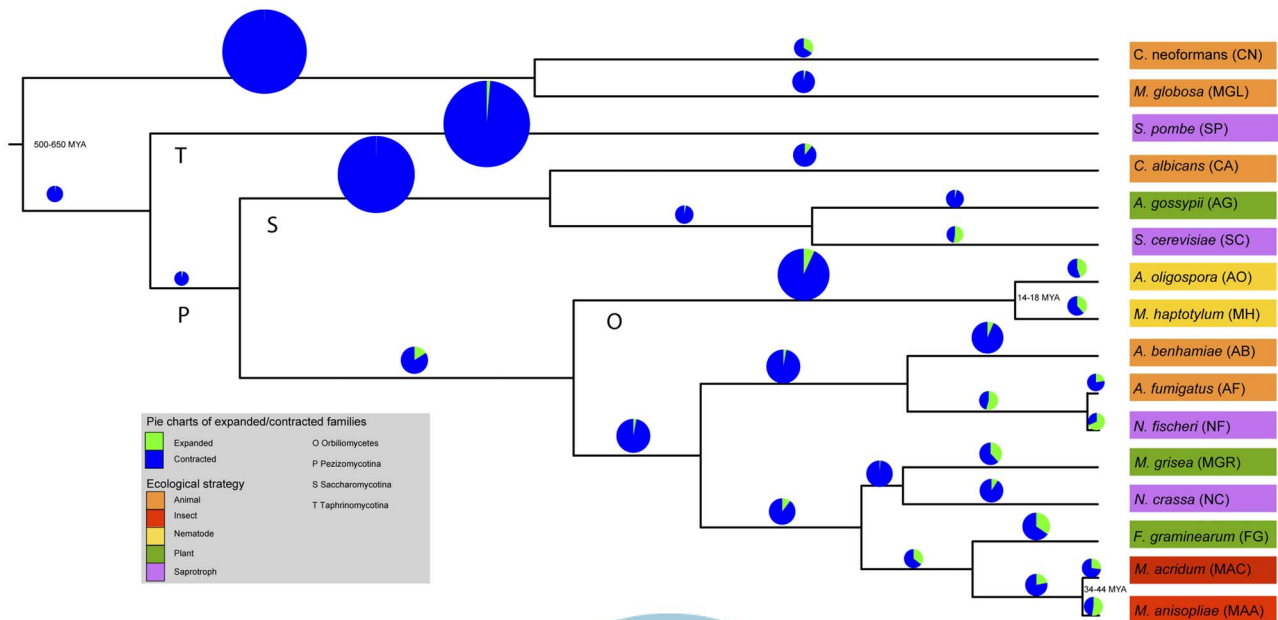 C. neoformans (CN)
M. globosa (MGL)
500-650 MYA
T
S. pombe (SP)
C. albicans (CA)
S
A. gossypii (AG)
S. cerevisiae (SC)
A. oligospora (AO)
14-18 MYA
P
O
M. haptotylum (MH)
A. benhamiae (AB)
A. fumigatus (AF)
N. fischeri (NF)
Pie charts of expanded/contracted families
Expanded
O Orbiliomycetes
Contracted
P Pezizomycotina
Ecological strategy
S Saccharomycotina
Animal
T Taphrinomycotina
Insect
Nematode
Plant
Saprotroph
M. grisea (MGR)
N. crassa (NC)
F. graminearum (FG)
M. acridum (MAC)
34-44 MYA
M. anisopliae (MAA)